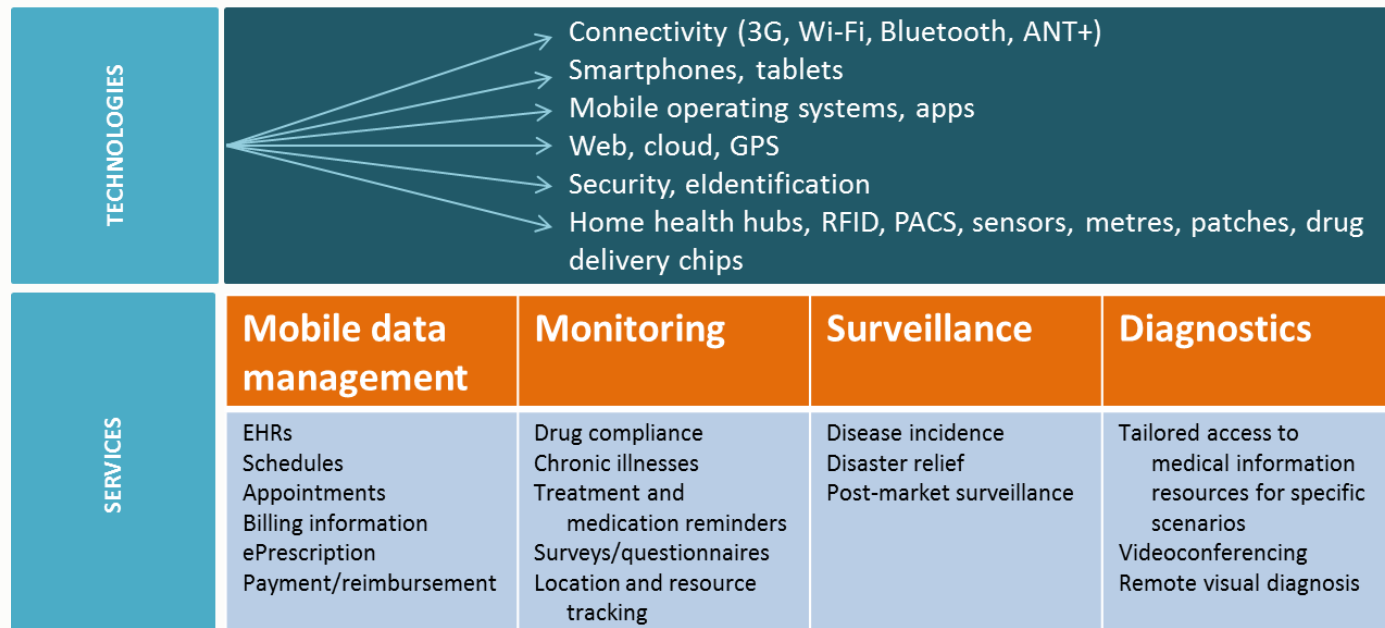 TECHNOLOGIES
Connectivity (3G, Wi-Fi, Bluetooth, ANT+)
Smartphones, tablets
Mobile operating systems, apps
Web, cloud, GPS
Security, eIdentification
Home health hubs, RFID, PACS, sensors, metres, patches, drug
delivery chips
SERVICES
Mobile data
management
EHRs
Schedules
Appointments
Billing information
ePrescription
Payment/reimbursement
Monitoring
Drug compliance
Chronic illnesses
Treatment and
medication reminders
Surveys/questionnaires
Location and resource
tracking
Surveillance
Disease incidence
Disaster relief
Post-market surveillance
Diagnostics
Tailored access to
medical information
resources for specific
scenarios
Videoconferencing
Remote visual diagnosis